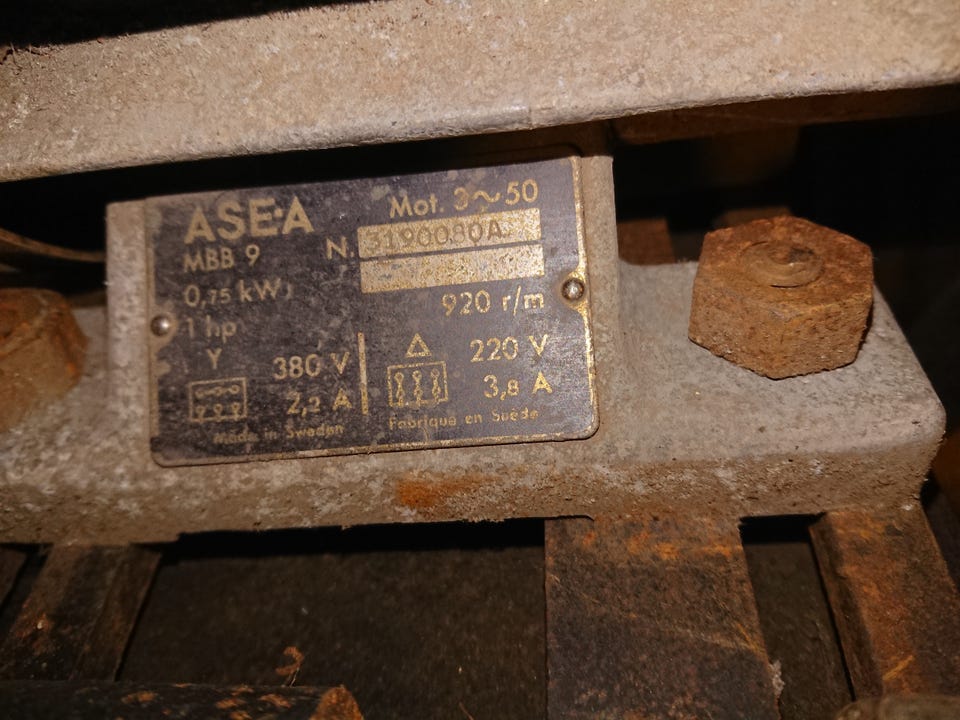 ASEA
Mot. 3~50
MBB 9
N. 3190080A
0,75 kW
920 r/m
1 hp
Y 380 V
2,2 A
△ 220 V
3,8 A
Made in Sweden
Fabriqué en Suède